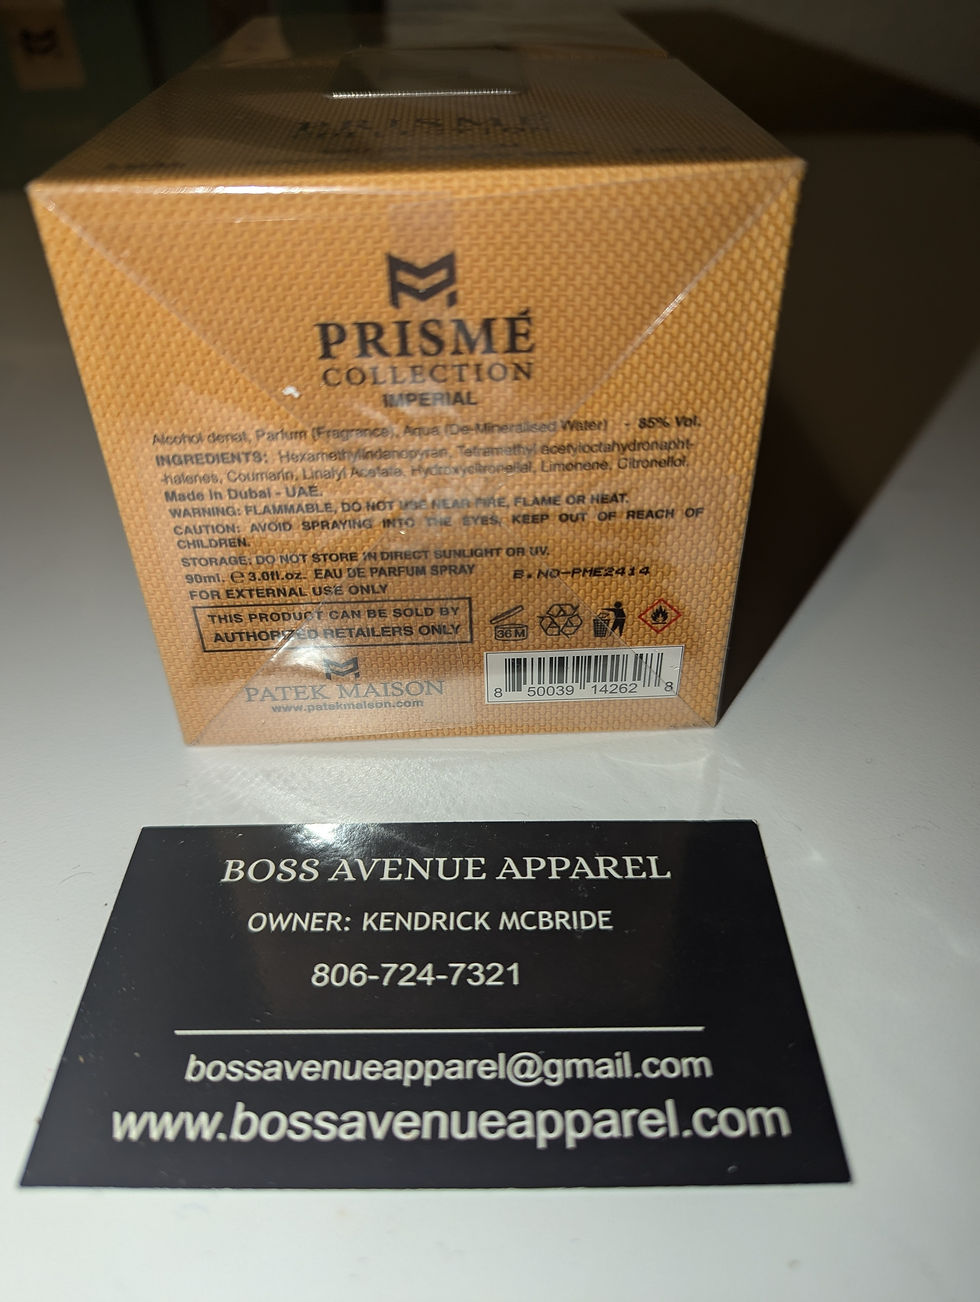 PRISMÉ
PRISMÉ
COLLECTION
IMPERIAL
Alcohol denat, Parfum (Fragrance), Aqua (De-Mineralised Water) - 85% Vol.
INGREDIENTS: Hexamethylindanopyran, Tetramethyl acetyloctahydronapht-
-halenes, Coumarin, Linalyl Acetate, Hydroxycitronellal, Limonene, Citronellol.
Made in Dubai - UAE.
WARNING: FLAMMABLE, DO NOT USE NEAR FIRE, FLAME OR HEAT.
CAUTION: AVOID SPRAYING INTO THE EYES, KEEP OUT OF REACH OF
CHILDREN.
STORAGE: DO NOT STORE IN DIRECT SUNLIGHT OR UV.
90ml. ℮ 3.0fl.oz. EAU DE PARFUM SPRAY
B.NO-PME2414
FOR EXTERNAL USE ONLY
THIS PRODUCT CAN BE SOLD BY
AUTHORIZED RETAILERS ONLY
36 M
PATEK MAISON
www.patekmaison.com
8 50039 14262 8
BOSS AVENUE APPAREL
OWNER: KENDRICK MCBRIDE
806-724-7321
bossavenueapparel@gmail.com
www.bossavenueapparel.com